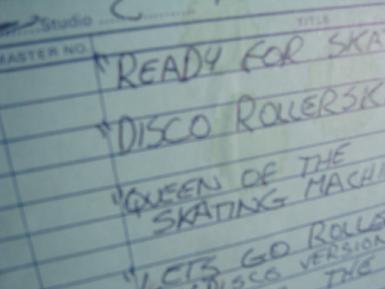 Studio
TITLE
MASTER NO.
"READY FOR SKA
"DISCO ROLLERSK
"QUEEN OF THE
SKATING MACHI
"LETS GO ROLLE
DISCO VERSION
THE